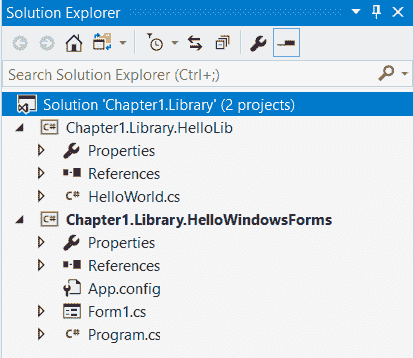 Solution Explorer
Search Solution Explorer (Ctrl+;)
Solution 'Chapter1.Library' (2 projects)
C# Chapter1.Library.HelloLib
Properties
References
C# HelloWorld.cs
C# Chapter1.Library.HelloWindowsForms
Properties
References
App.config
Form1.cs
C# Program.cs